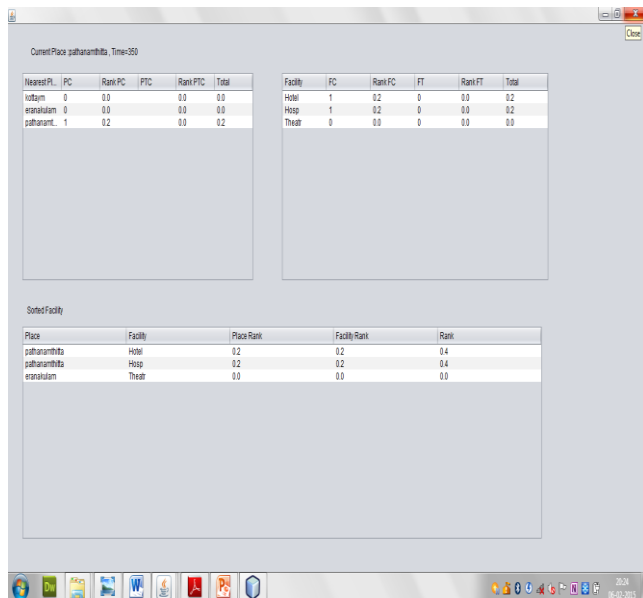 Close
Current Place :pathanamthitta , Time=350
Nearest Pl... PC Rank PC PTC Rank PTC Total
kottaym 0 0.0 0.0 0.0
eranakulam 0 0.0 0.0 0.0
pathanamt... 1 0.2 0.0 0.2
Facility FC Rank FC FT Rank FT Total
Hotel 1 0.2 0 0.0 0.2
Hosp 1 0.2 0 0.0 0.2
Theatr 0 0.0 0 0.0 0.0
Sorted Facility
Place Facility Place Rank Facility Rank Rank
pathanamthitta Hotel 0.2 0.2 0.4
pathanamthitta Hosp 0.2 0.2 0.4
eranakulam Theatr 0.0 0.0 0.0
Dw W P N 20:24
06-02-2015